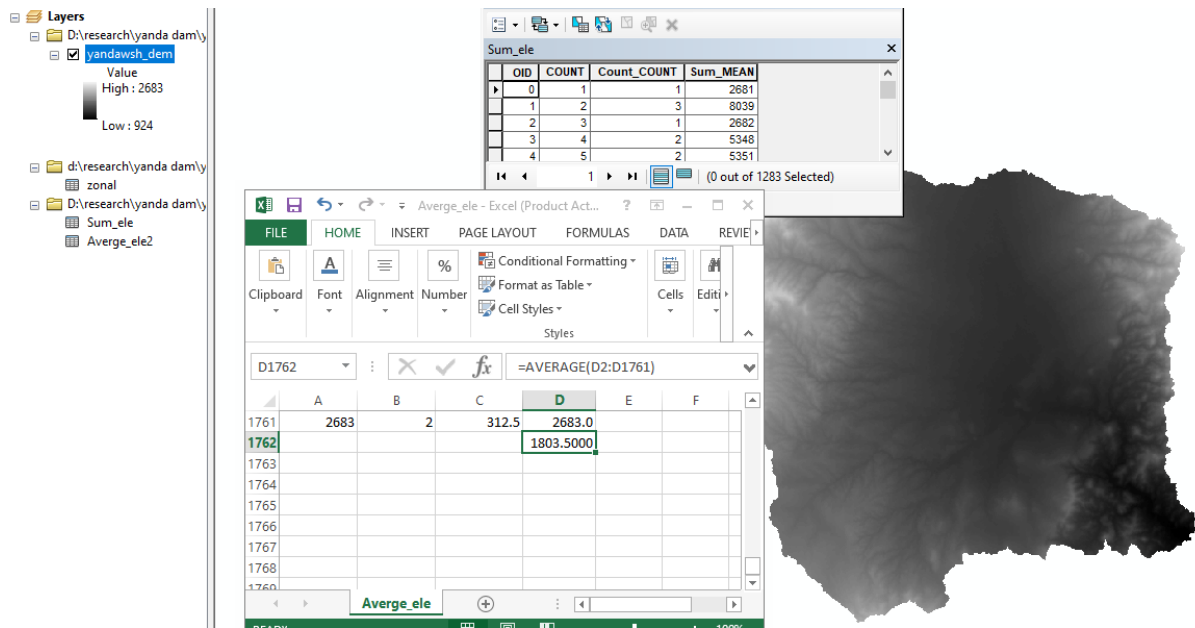 Layers
D:\research\yanda dam\y
yandawsh_dem
Value
High : 2683
Low : 924
d:\research\yanda dam\y
zonal
D:\research\yanda dam\y
Sum_ele
Averge_ele2
Sum_ele
OID COUNT Count_COUNT Sum_MEAN
0 1 1 2681
1 2 3 8039
2 3 1 2682
3 4 2 5348
4 5 2 5351
1 (0 out of 1283 Selected)
Averge_ele - Excel (Product Act...
FILE HOME INSERT PAGE LAYOUT FORMULAS DATA REVIE
Clipboard Font Alignment Number
Conditional Formatting
Format as Table
Cell Styles
Styles
Cells Editi
D1762 fx =AVERAGE(D2:D1761)
A B C D E F
1761 2683 2 312.5 2683.0
1762 1803.5000
1763
1764
1765
1766
1767
1768
1769
Averge_ele
READY 100%